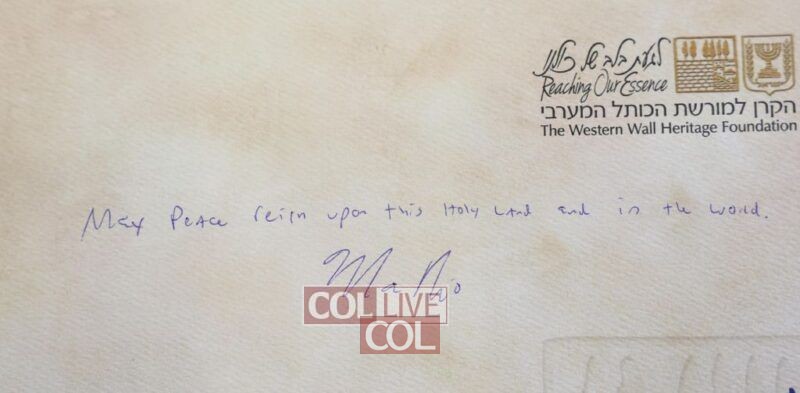 לגעת בלב של כולנו
Reaching Our Essence
הקרן למורשת הכותל המערבי
The Western Wall Heritage Foundation
May Peace reign upon this Holy Land and in the world.
COLLIVE
COL